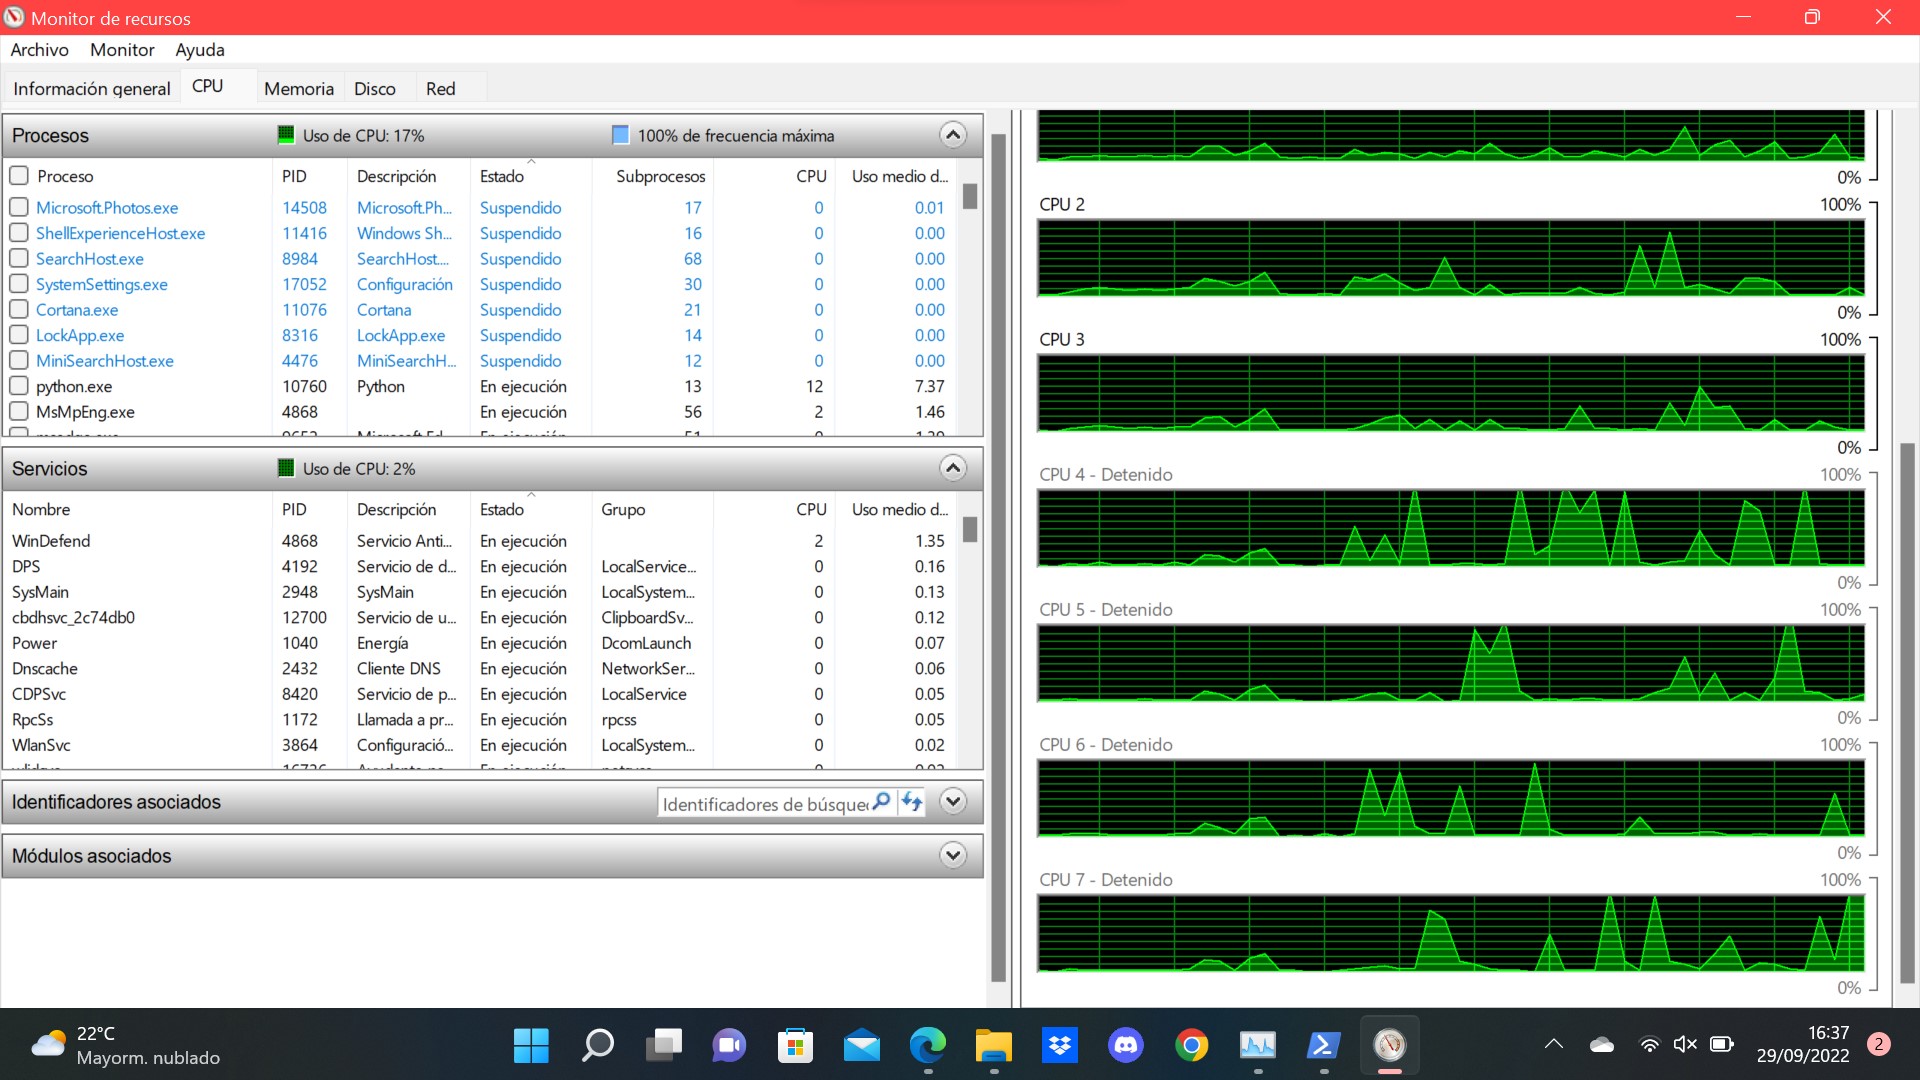 Monitor de recursos
Archivo Monitor Ayuda
Información general CPU Memoria Disco Red
Procesos Uso de CPU: 17% 100% de frecuencia máxima
Proceso PID Descripción Estado Subprocesos CPU Uso medio d...
Microsoft.Photos.exe 14508 Microsoft.Ph... Suspendido 17 0 0.01
ShellExperienceHost.exe 11416 Windows Sh... Suspendido 16 0 0.00
SearchHost.exe 8984 SearchHost.... Suspendido 68 0 0.00
SystemSettings.exe 17052 Configuración Suspendido 30 0 0.00
Cortana.exe 11076 Cortana Suspendido 21 0 0.00
LockApp.exe 8316 LockApp.exe Suspendido 14 0 0.00
MiniSearchHost.exe 4476 MiniSearchH... Suspendido 12 0 0.00
python.exe 10760 Python En ejecución 13 12 7.37
MsMpEng.exe 4868 En ejecución 56 2 1.46
Servicios Uso de CPU: 2%
Nombre PID Descripción Estado Grupo CPU Uso medio d...
WinDefend 4868 Servicio Anti... En ejecución 2 1.35
DPS 4192 Servicio de d... En ejecución LocalService... 0 0.16
SysMain 2948 SysMain En ejecución LocalSystem... 0 0.13
cbdhsvc_2c74db0 12700 Servicio de u... En ejecución ClipboardSv... 0 0.12
Power 1040 Energía En ejecución DcomLaunch 0 0.07
Dnscache 2432 Cliente DNS En ejecución NetworkSer... 0 0.06
CDPSvc 8420 Servicio de p... En ejecución LocalService 0 0.05
RpcSs 1172 Llamada a pr... En ejecución rpcss 0 0.05
WlanSvc 3864 Configuració... En ejecución LocalSystem... 0 0.02
Identificadores asociados Identificadores de búsque
Módulos asociados
0%
CPU 2 100%
0%
CPU 3 100%
0%
CPU 4 - Detenido 100%
0%
CPU 5 - Detenido 100%
0%
CPU 6 - Detenido 100%
0%
CPU 7 - Detenido 100%
0%
22°C
Mayorm. nublado
16:37
29/09/2022
2